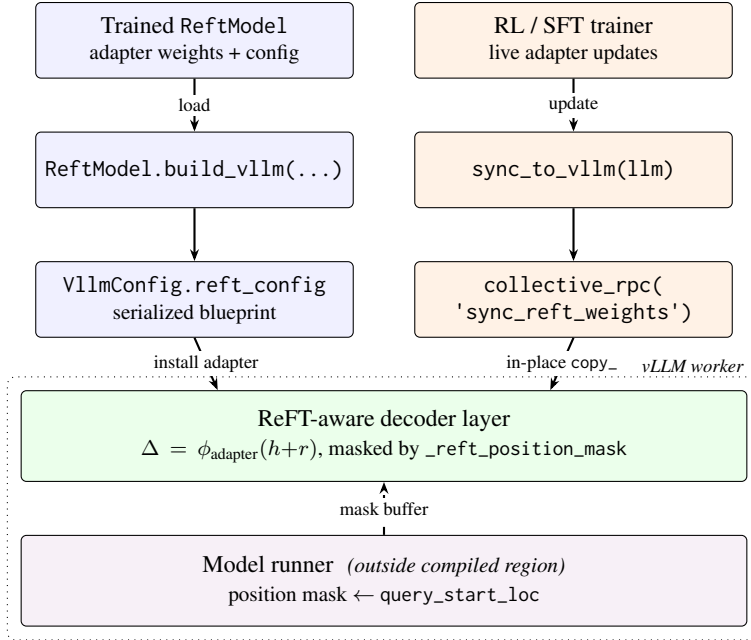 Trained ReftModel
adapter weights + config
RL / SFT trainer
live adapter updates
load
update
ReftModel.build_vllm(...)
sync_to_vllm(llm)
VllmConfig.reft_config
serialized blueprint
collective_rpc(
'sync_reft_weights')
install adapter
in-place copy_
vLLM worker
ReFT-aware decoder layer
Δ = ϕadapter(h+r), masked by _reft_position_mask
mask buffer
Model runner (outside compiled region)
position mask ← query_start_loc